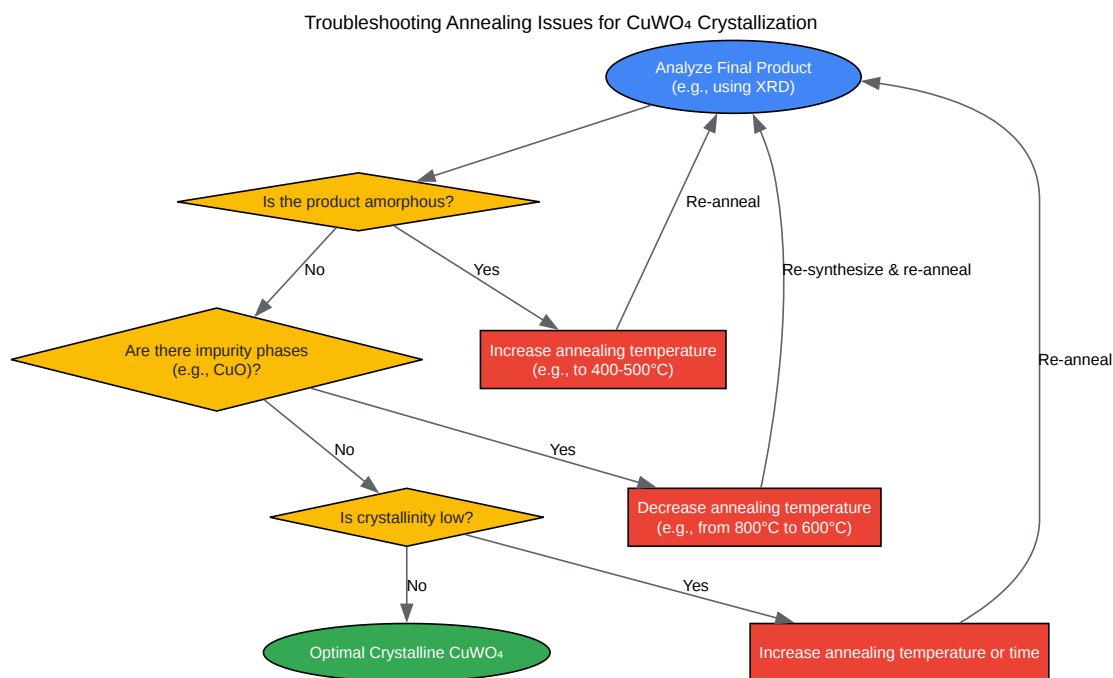 Troubleshooting Annealing Issues for CuWO₄ Crystallization
Analyze Final Product
(e.g., using XRD)
Is the product amorphous?
Re-anneal
No
Yes
Re-synthesize & re-anneal
Increase annealing temperature
(e.g., to 400-500°C)
Are there impurity phases
(e.g., CuO)?
Re-anneal
No
Yes
Is crystallinity low?
Decrease annealing temperature
(e.g., from 800°C to 600°C)
No
Yes
Optimal Crystalline CuWO₄
Increase annealing temperature or time